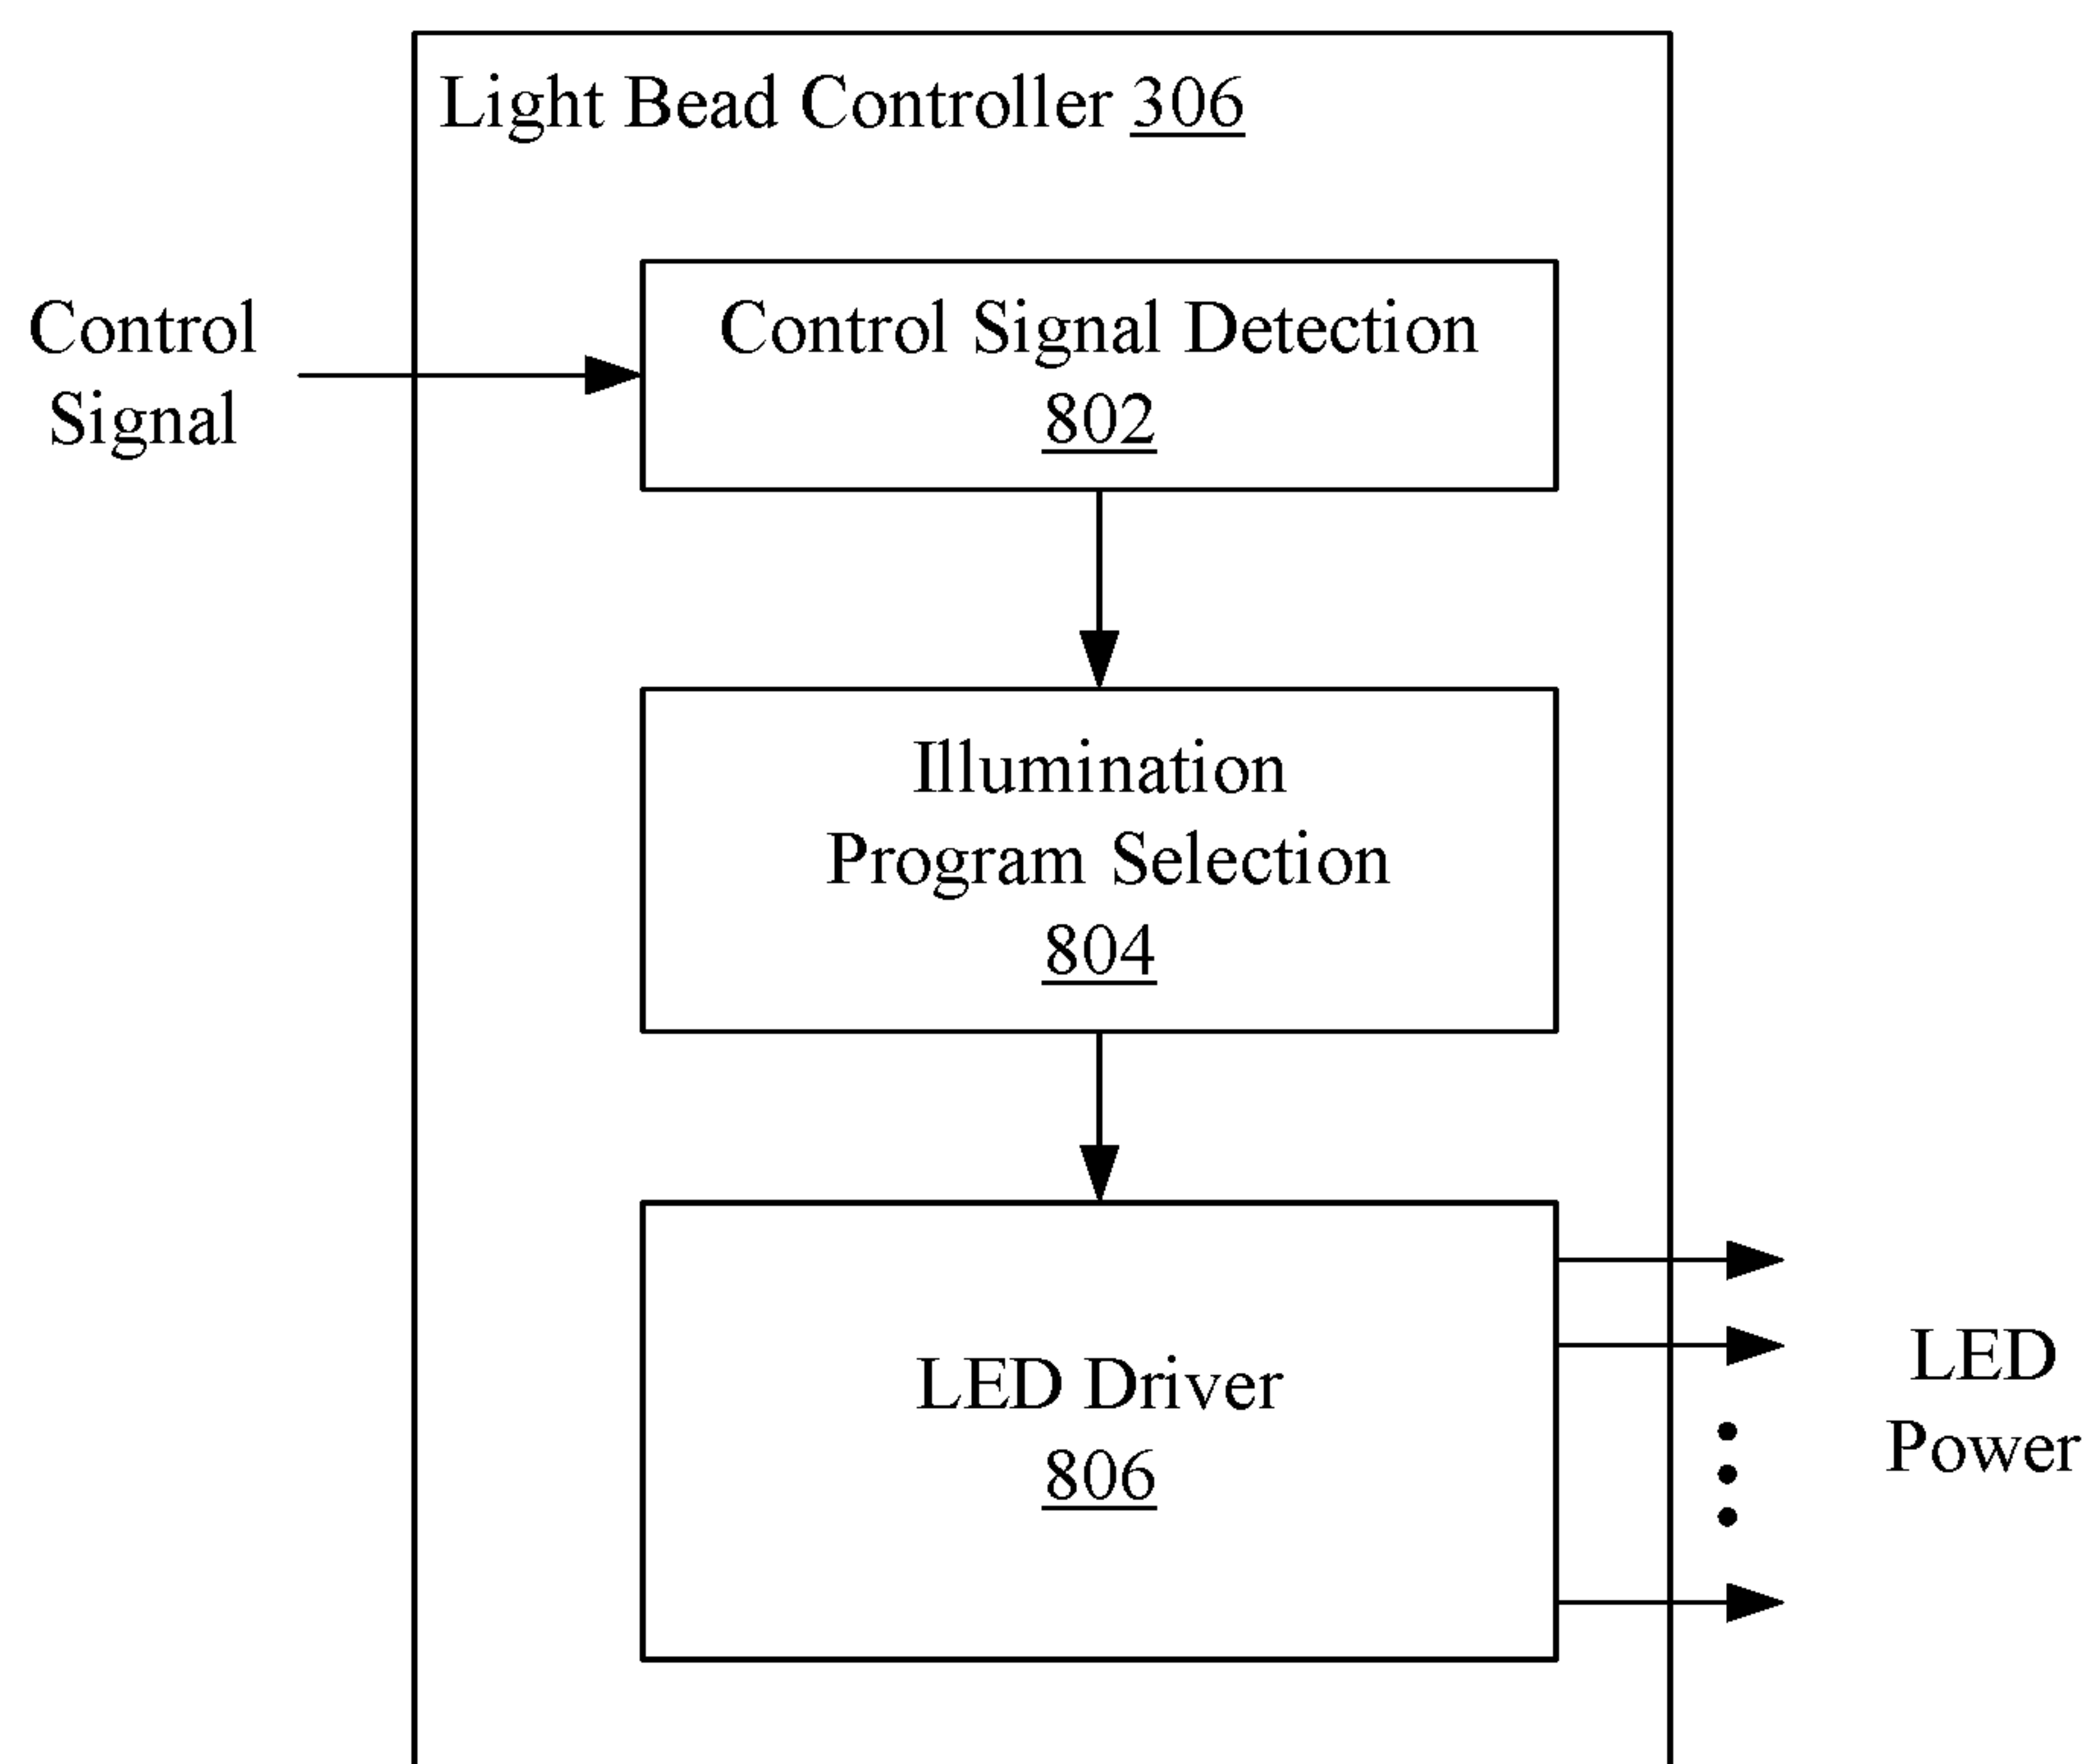 Light Bead Controller 306
Control
Signal
Control Signal Detection
802
Illumination
Program Selection
804
LED Driver
806
LED
Power